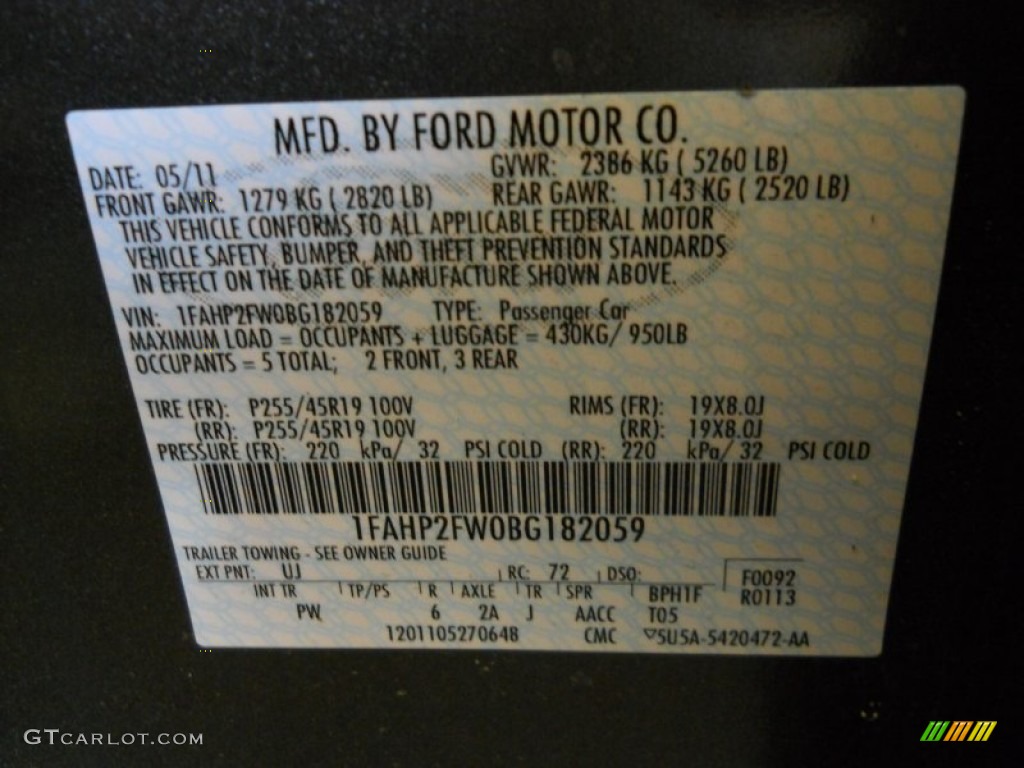 MFD. BY FORD MOTOR CO.
DATE: 05/11 GVWR: 2386 KG ( 5260 LB)
FRONT GAWR: 1279 KG ( 2820 LB) REAR GAWR: 1143 KG ( 2520 LB)
THIS VEHICLE CONFORMS TO ALL APPLICABLE FEDERAL MOTOR
VEHICLE SAFETY, BUMPER, AND THEFT PREVENTION STANDARDS
IN EFFECT ON THE DATE OF MANUFACTURE SHOWN ABOVE.
VIN: 1FAHP2FW0BG182059 TYPE: Passenger Car
MAXIMUM LOAD = OCCUPANTS + LUGGAGE = 430KG/ 950LB
OCCUPANTS = 5 TOTAL; 2 FRONT, 3 REAR
TIRE (FR): P255/45R19 100V RIMS (FR): 19X8.0J
(RR): P255/45R19 100V (RR): 19X8.0J
PRESSURE (FR): 220 kPa/ 32 PSI COLD (RR): 220 kPa/ 32 PSI COLD
1FAHP2FW0BG182059
TRAILER TOWING - SEE OWNER GUIDE
EXT PNT: UJ RC: 72 DSO: F0092
INT TR TP/PS R AXLE TR SPR BPH1F R0113
PW 6 2A J AACC T05
1201105270648 CMC ▽5U5A-5420472-AA
GTCARLOT.COM